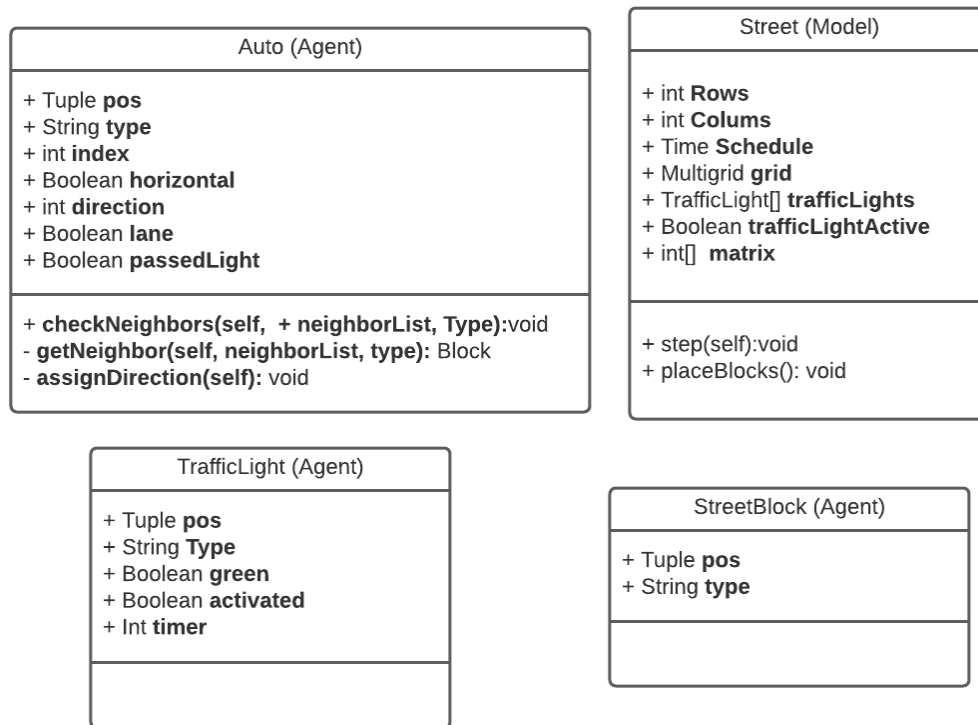 Auto (Agent)
+ Tuple pos
+ String type
+ int index
+ Boolean horizontal
+ int direction
+ Boolean lane
+ Boolean passedLight
+ checkNeighbors(self, + neighborList, Type):void
- getNeighbor(self, neighborList, type): Block
- assignDirection(self): void
Street (Model)
+ int Rows
+ int Colums
+ Time Schedule
+ Multigrid grid
+ TrafficLight[] trafficLights
+ Boolean trafficLightActive
+ int[] matrix
+ step(self):void
+ placeBlocks(): void
TrafficLight (Agent)
+ Tuple pos
+ String Type
+ Boolean green
+ Boolean activated
+ Int timer
StreetBlock (Agent)
+ Tuple pos
+ String type